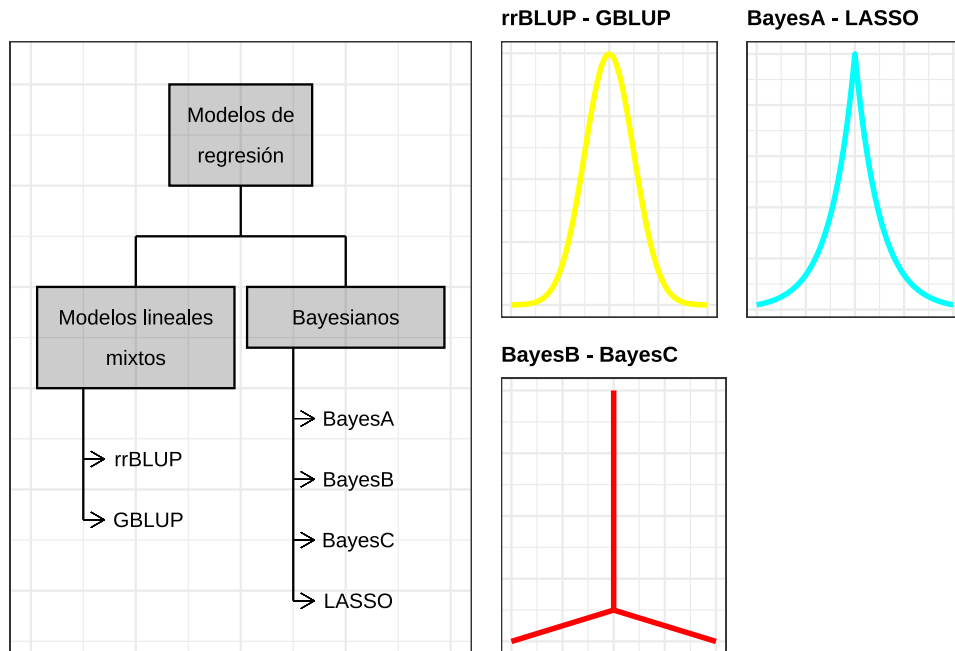 rrBLUP - GBLUP
BayesA - LASSO
Modelos de
regresión
Modelos lineales
mixtos
Bayesianos
rrBLUP
GBLUP
BayesA
BayesB
BayesC
LASSO
BayesB - BayesC